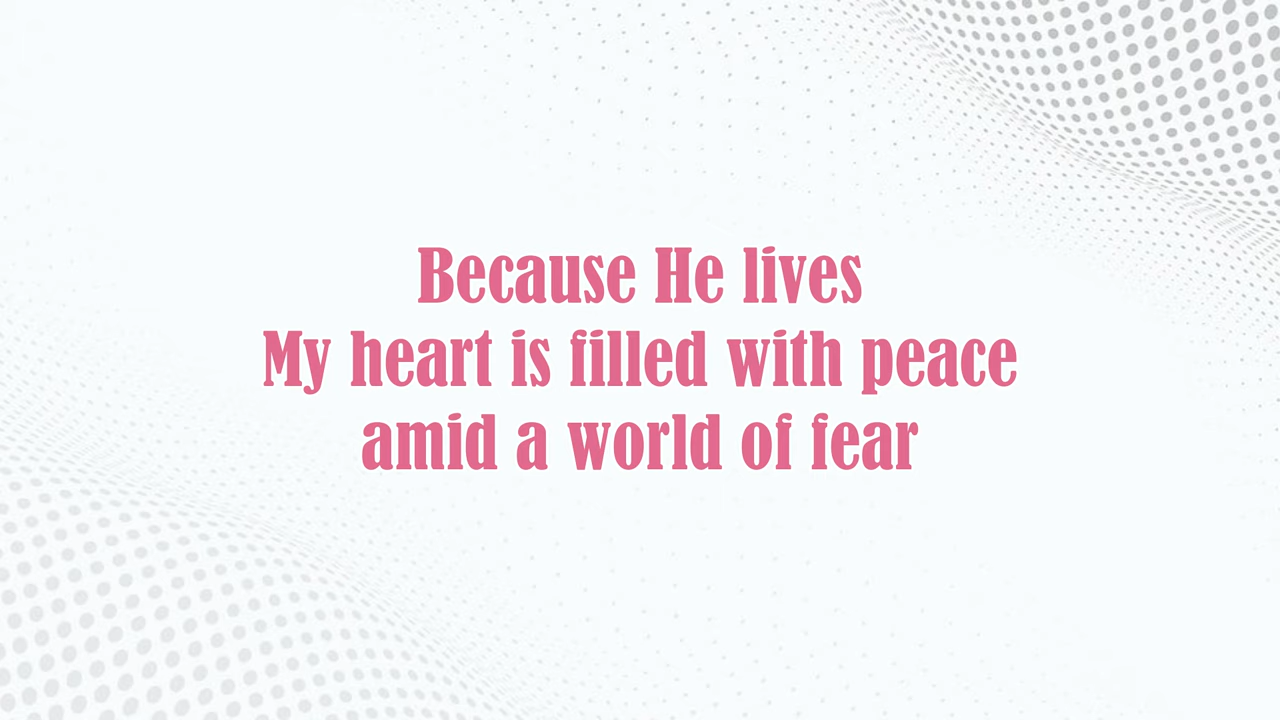 Because He lives
My heart is filled with peace
amid a world of fear